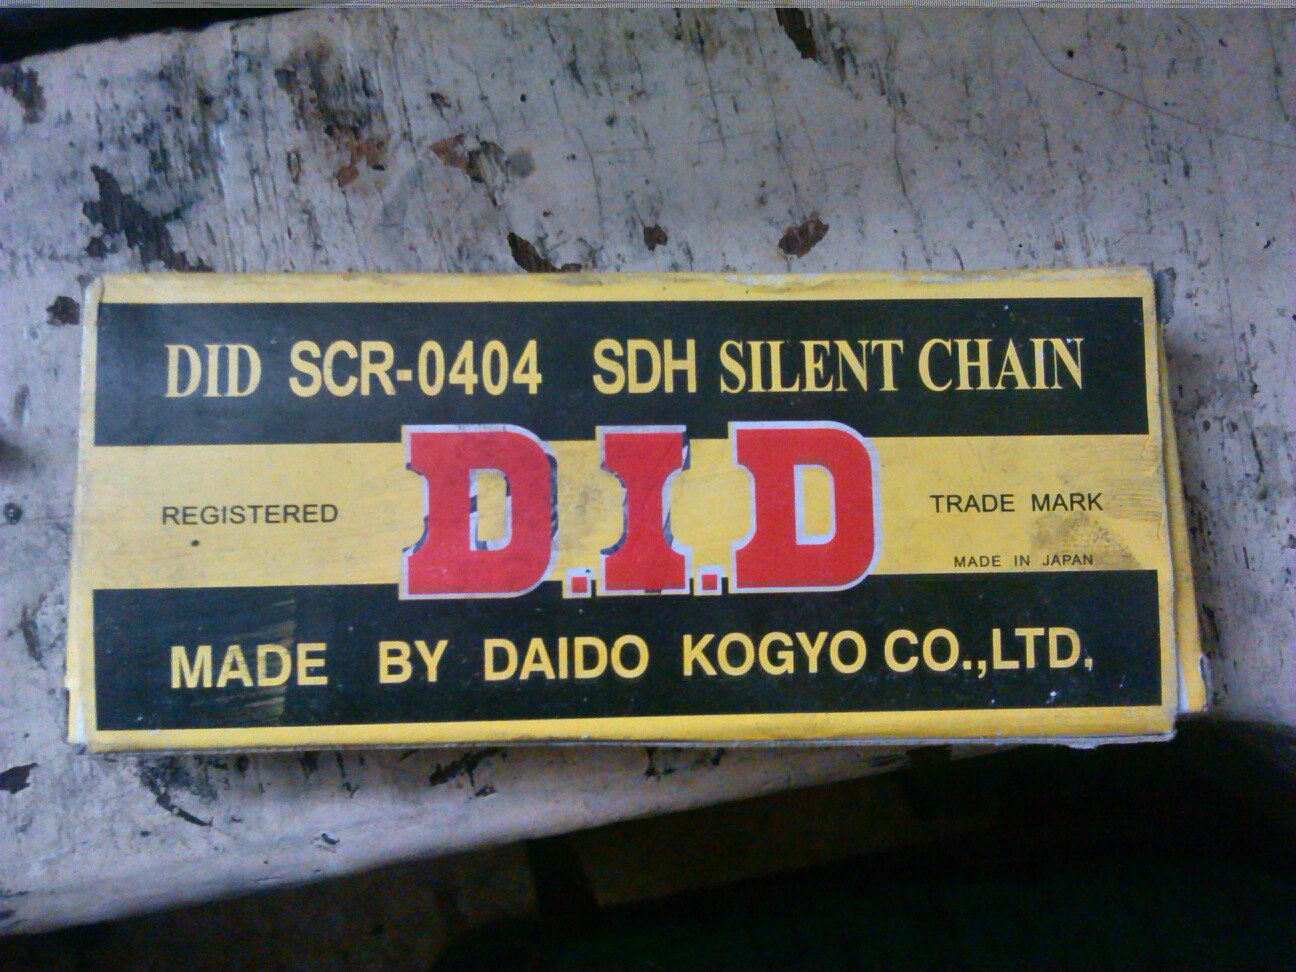 DID SCR-0404 SDH SILENT CHAIN
D.I.D
REGISTERED
TRADE MARK
MADE IN JAPAN
MADE BY DAIDO KOGYO CO.,LTD.